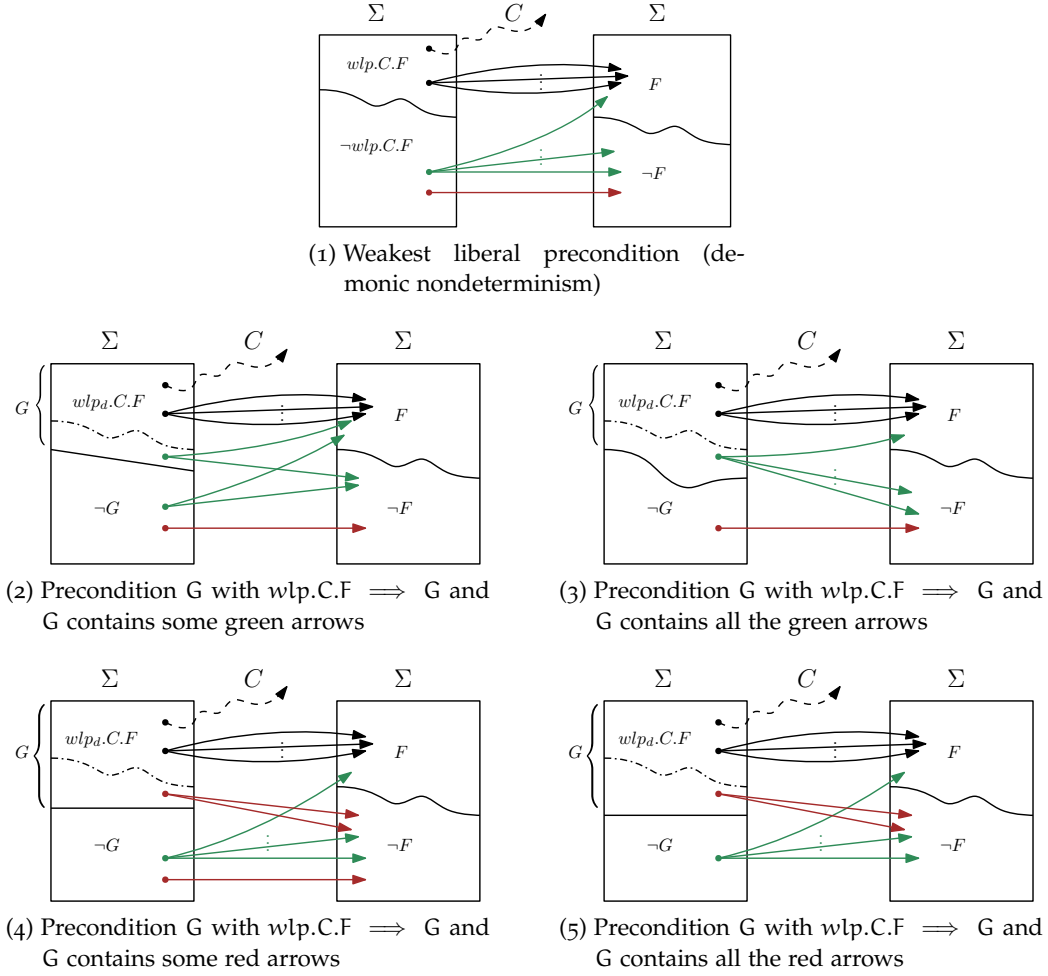 Σ C Σ
wlp.C.F
F
¬wlp.C.F
¬F
(1) Weakest liberal precondition (de-
monic nondeterminism)
Σ C Σ
G
wlp_d.C.F
F
¬G
¬F
(2) Precondition G with wlp.C.F ⟹ G and
G contains some green arrows
Σ C Σ
G
wlp_d.C.F
F
¬G
¬F
(3) Precondition G with wlp.C.F ⟹ G and
G contains all the green arrows
Σ C Σ
G
wlp_d.C.F
F
¬G
¬F
(4) Precondition G with wlp.C.F ⟹ G and
G contains some red arrows
Σ C Σ
G
wlp_d.C.F
F
¬G
¬F
(5) Precondition G with wlp.C.F ⟹ G and
G contains all the red arrows